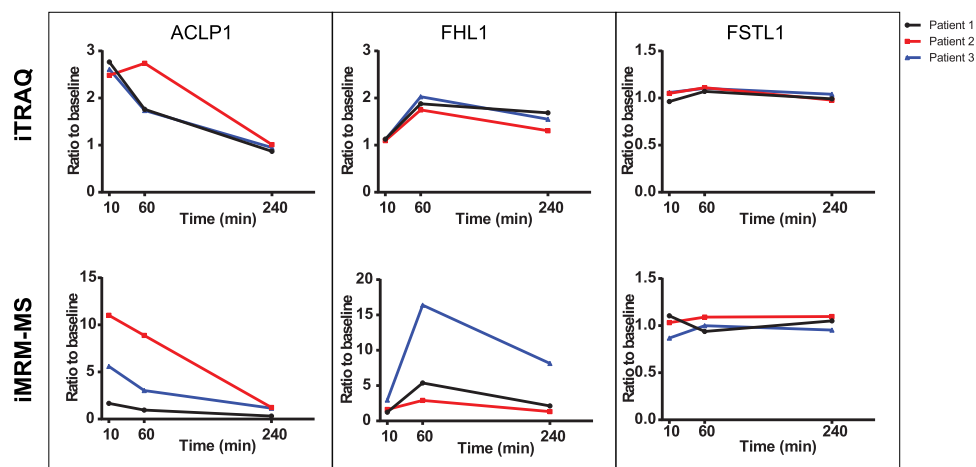 ACLP1 FHL1 FSTL1
Patient 1
Patient 2
Patient 3
iTRAQ
Ratio to baseline
3
2
1
0
10 60 240
Time (min)
Ratio to baseline
3
2
1
0
10 60 240
Time (min)
Ratio to baseline
1.5
1.0
0.5
0.0
10 60 240
Time (min)
iMRM-MS
Ratio to baseline
15
10
5
0
10 60 240
Time (min)
Ratio to baseline
20
15
10
5
0
10 60 240
Time (min)
Ratio to baseline
1.5
1.0
0.5
0.0
10 60 240
Time (min)